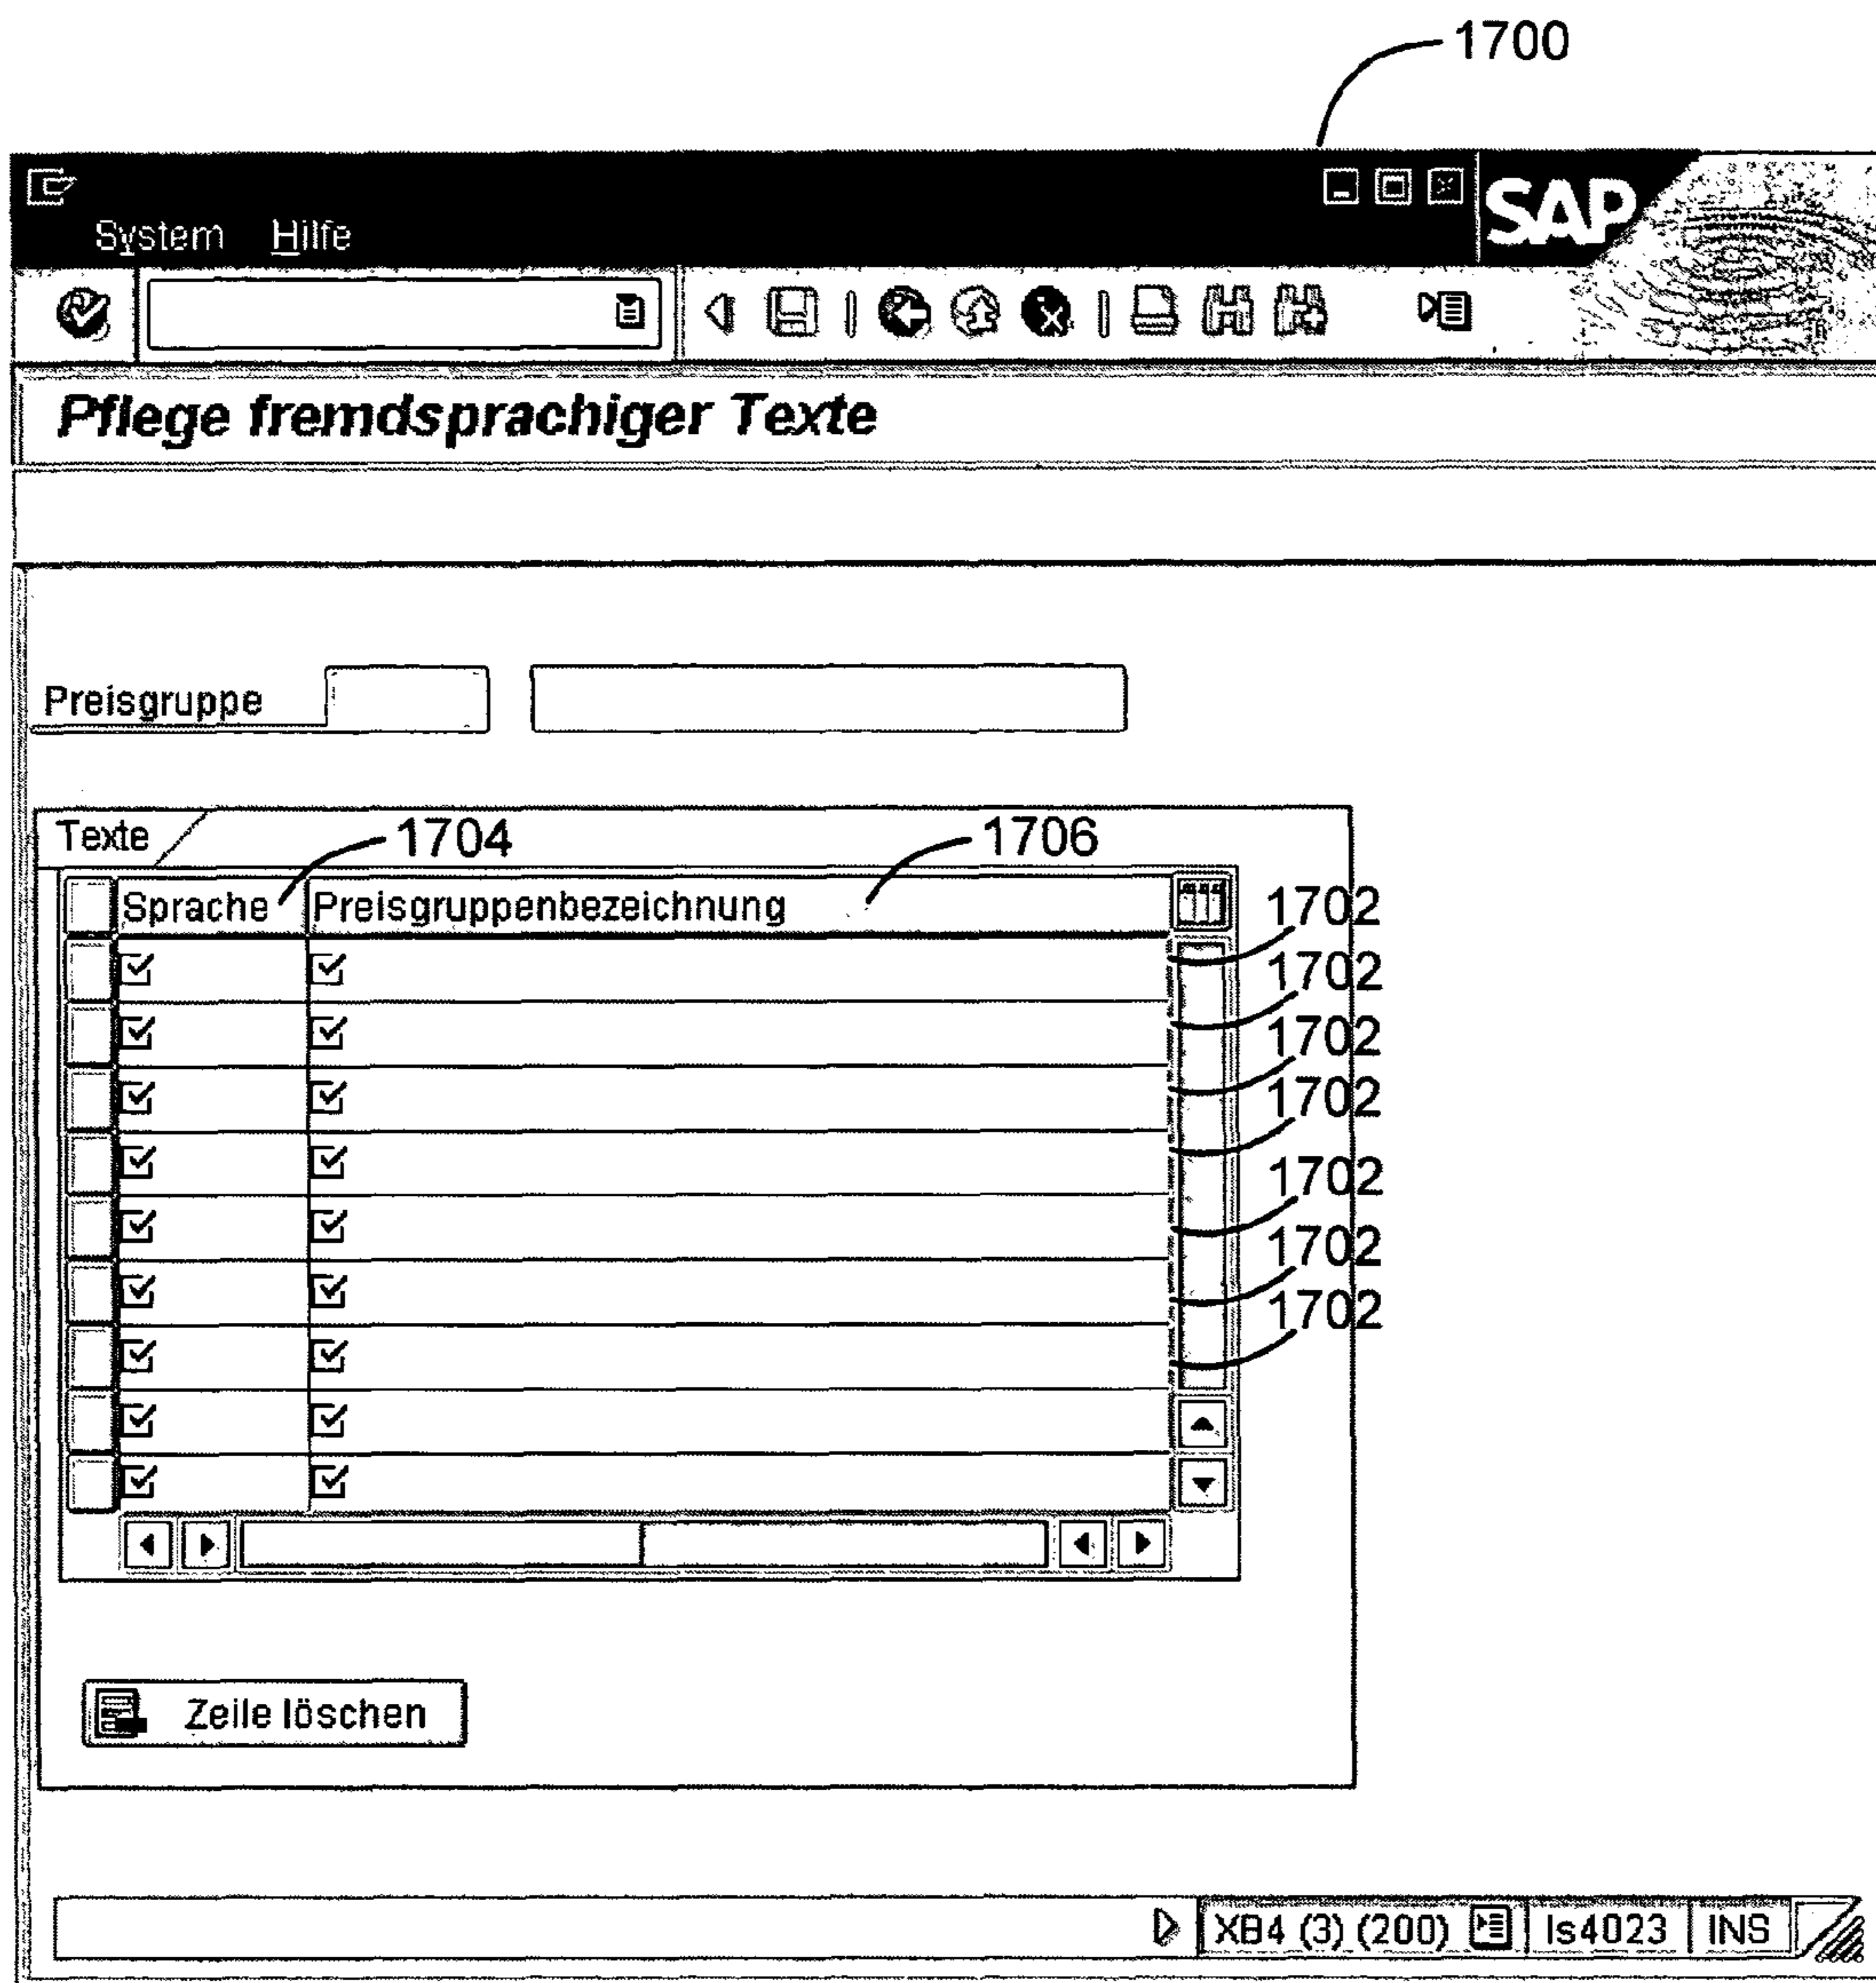 1700
SAP
System Hilfe
Pflege fremdsprachiger Texte
Preisgruppe
Texte 1704 1706
Sprache Preisgruppenbezeichnung 1702
1702
1702
1702
1702
1702
1702
Zeile löschen
XB4 (3) (200) ls4023 INS